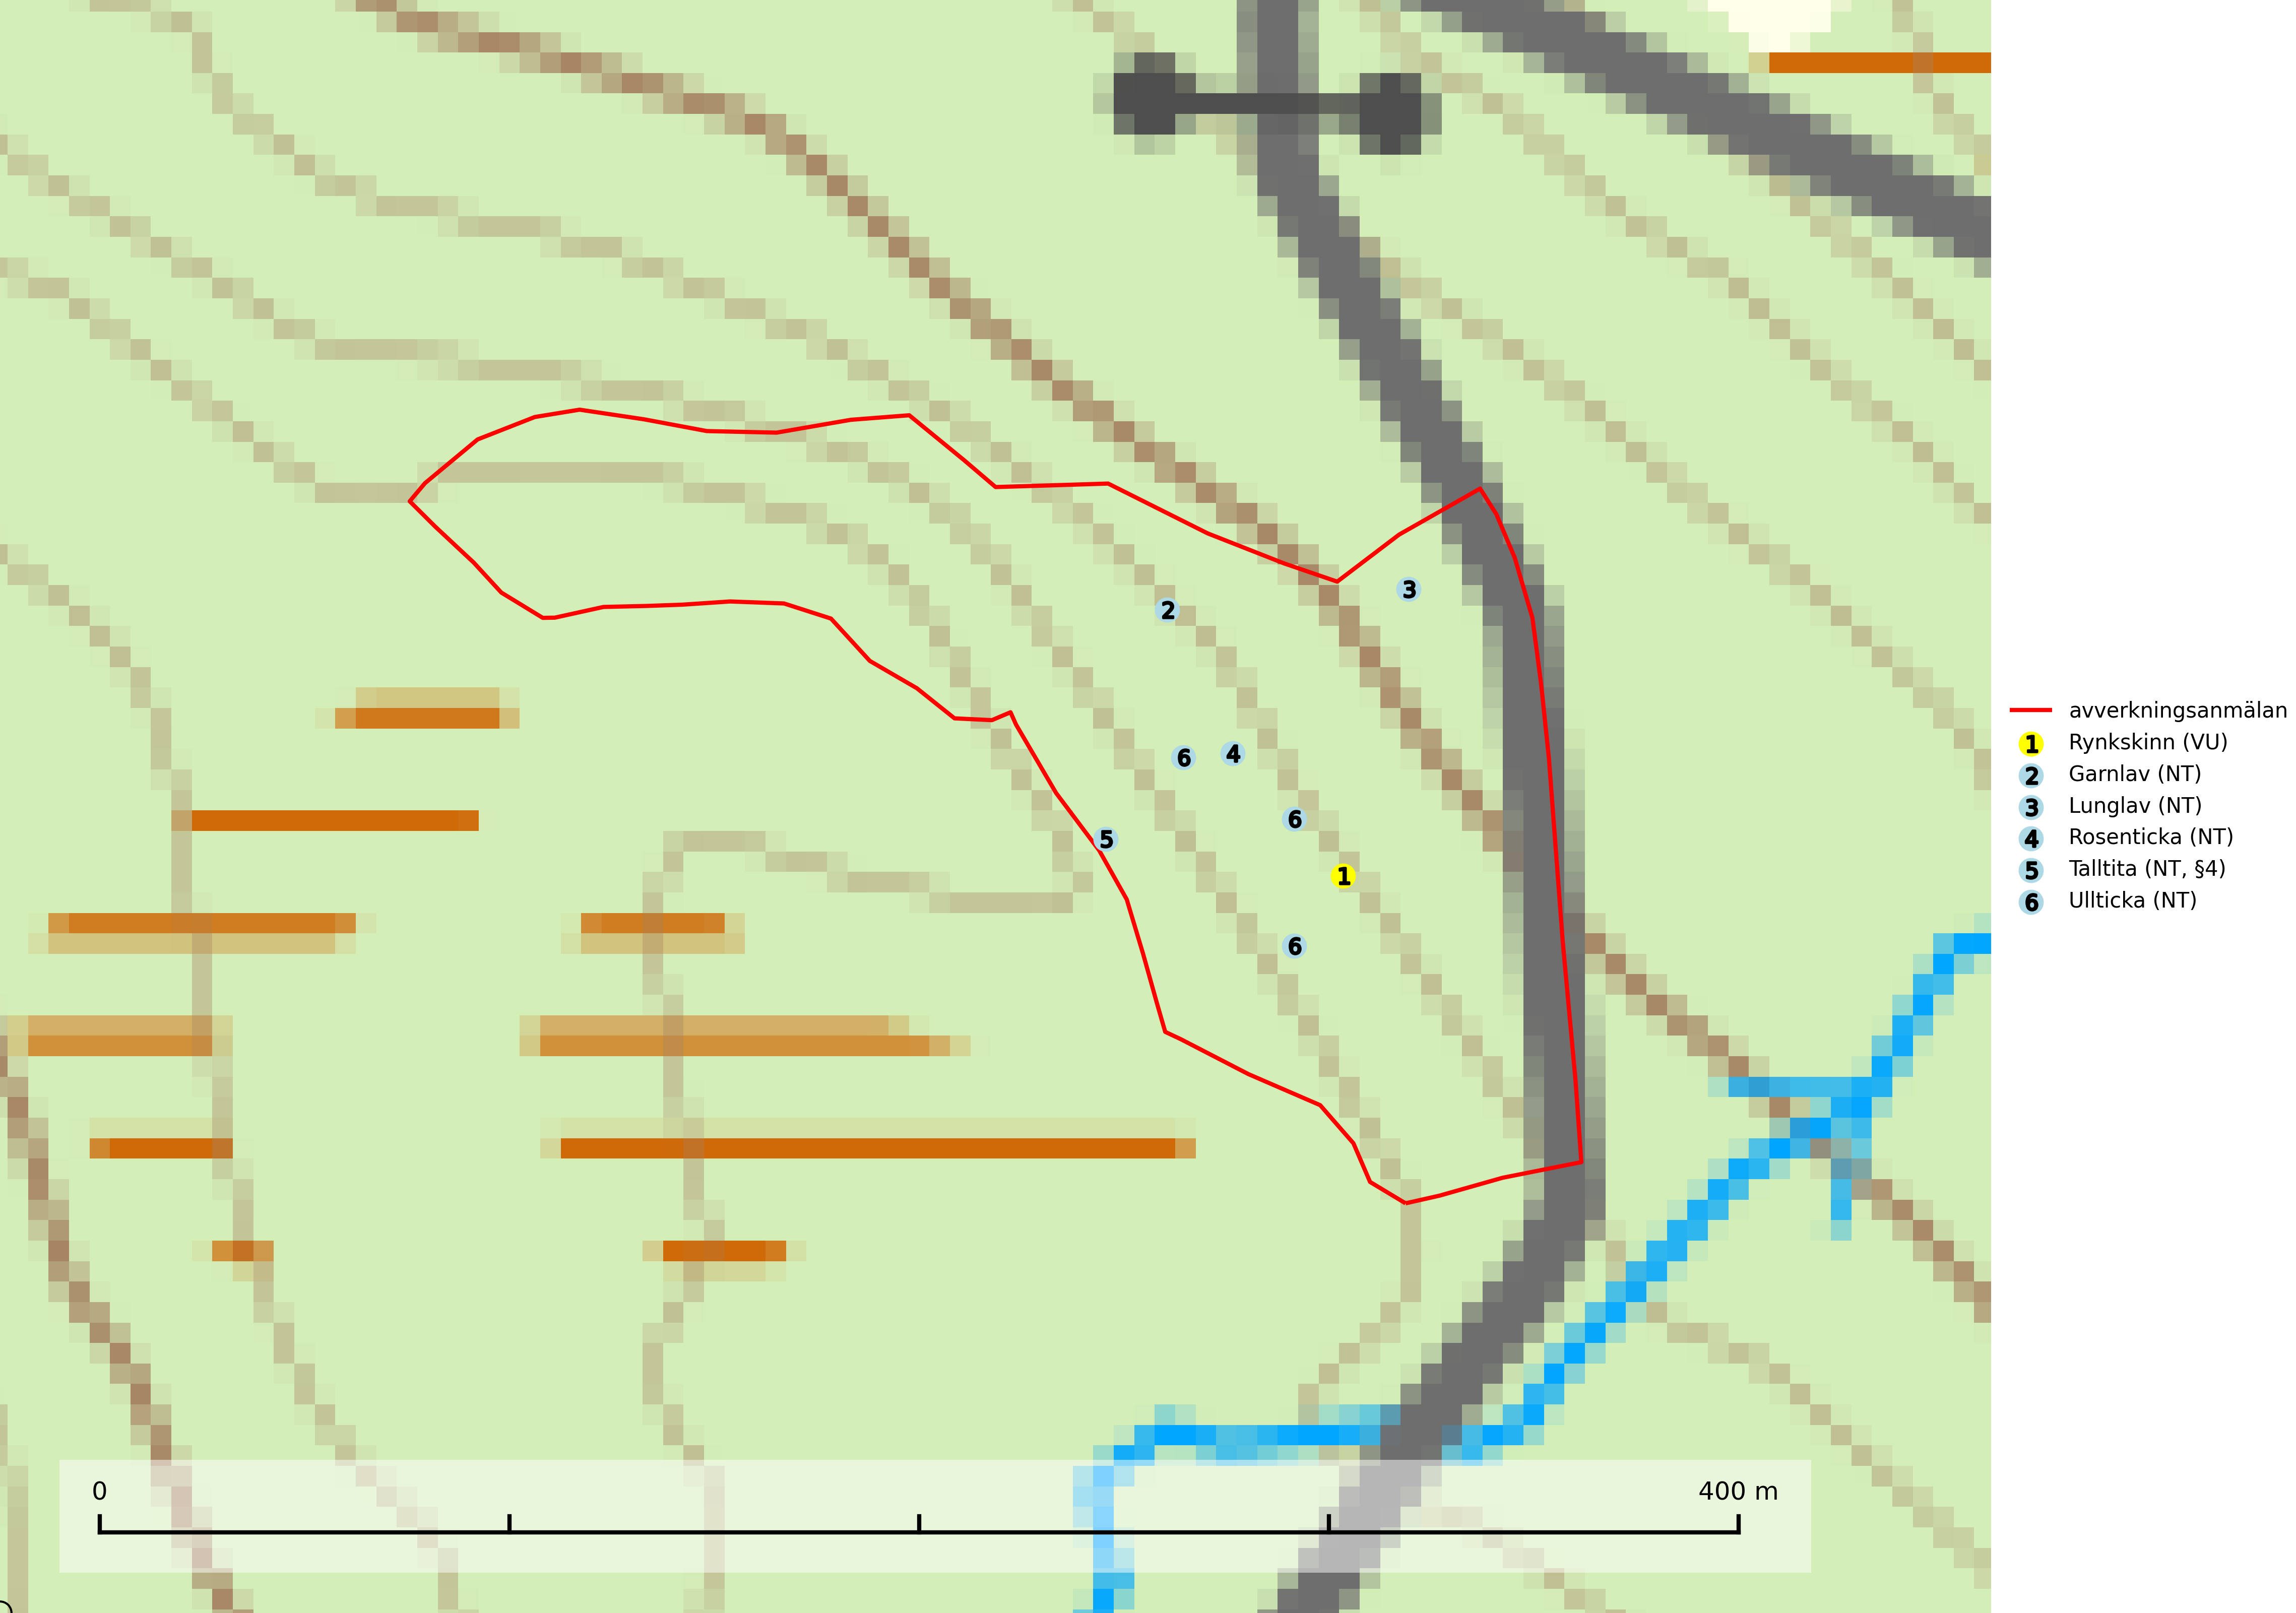 3
2
6
4
6
5
1
6
avverkningsanmälan
1 Rynkskinn (VU)
2 Garnlav (NT)
3 Lunglav (NT)
4 Rosenticka (NT)
5 Talltita (NT, §4)
6 Ullticka (NT)
0 400 m